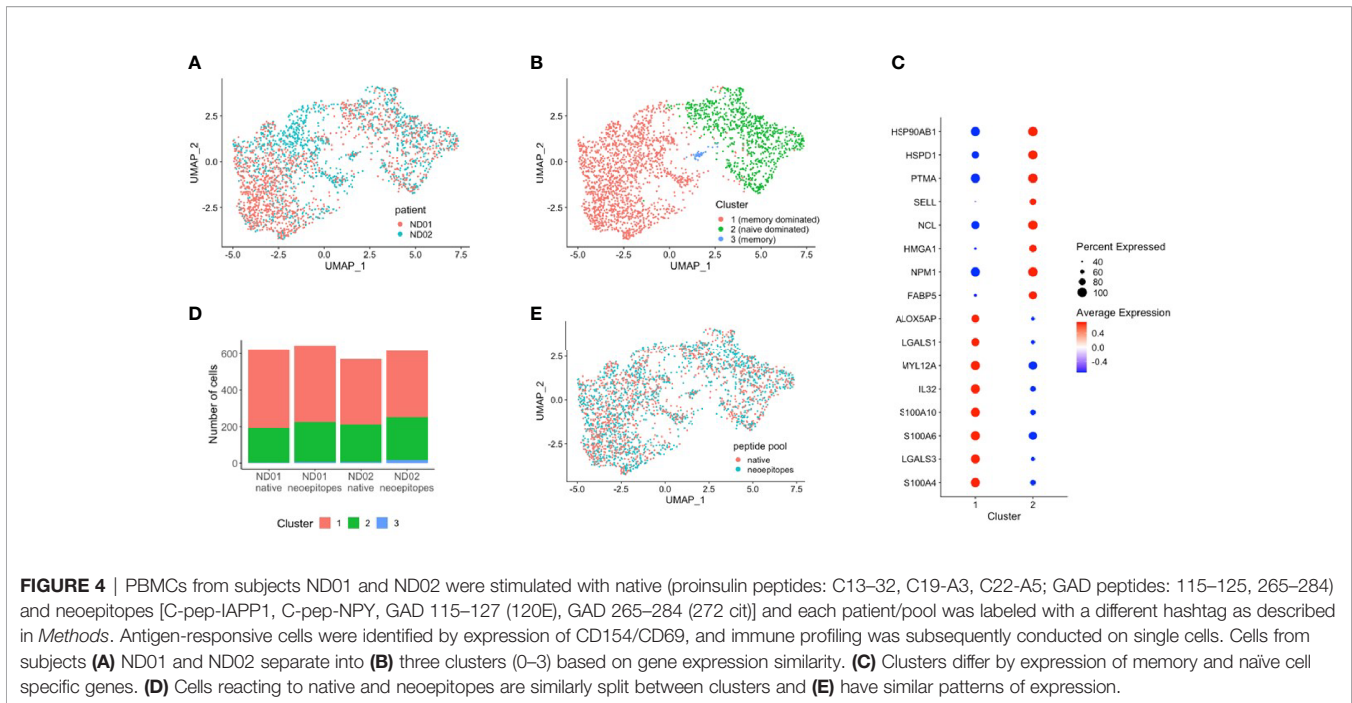 A
UMAP_2
2.5
0.0
-2.5
-5.0
-2.5
0.0
2.5
5.0
7.5
UMAP_1
patient
ND01
ND02
B
UMAP_2
2.5
0.0
-2.5
-5.0
-2.5
0.0
2.5
5.0
7.5
UMAP_1
Cluster
1 (memory dominated)
2 (naive dominated)
3 (memory)
C
HSP90AB1
HSPD1
PTMA
SELL
NCL
HMGA1
NPM1
FABP5
ALOX5AP
LGALS1
MYL12A
IL32
S100A10
S100A6
LGALS3
S100A4
1
2
Cluster
Percent Expressed
40
60
80
100
Average Expression
0.4
0.0
-0.4
D
Number of cells
600
400
200
0
ND01
native
ND01
neoepitopes
ND02
native
ND02
neoepitopes
Cluster 1 2 3
E
UMAP_2
2.5
0.0
-2.5
-5.0
-2.5
0.0
2.5
5.0
7.5
UMAP_1
peptide pool
native
neoepitopes
FIGURE 4 | PBMCs from subjects ND01 and ND02 were stimulated with native (proinsulin peptides: C13–32, C19-A3, C22-A5; GAD peptides: 115–125, 265–284)
and neoepitopes [C-pep-IAPP1, C-pep-NPY, GAD 115–127 (120E), GAD 265–284 (272 cit)] and each patient/pool was labeled with a different hashtag as described
in Methods. Antigen-responsive cells were identified by expression of CD154/CD69, and immune profiling was subsequently conducted on single cells. Cells from
subjects (A) ND01 and ND02 separate into (B) three clusters (0–3) based on gene expression similarity. (C) Clusters differ by expression of memory and naïve cell
specific genes. (D) Cells reacting to native and neoepitopes are similarly split between clusters and (E) have similar patterns of expression.